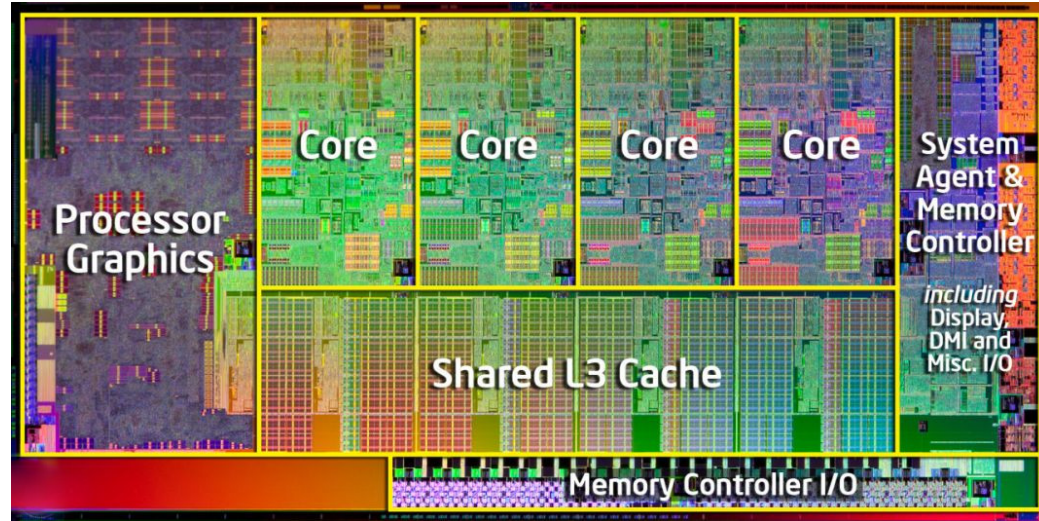 Processor
Graphics
Core
Core
Core
Core
System
Agent &
Memory
Controller
including
Display,
DMI and
Misc. I/O
Shared L3 Cache
Memory Controller I/O